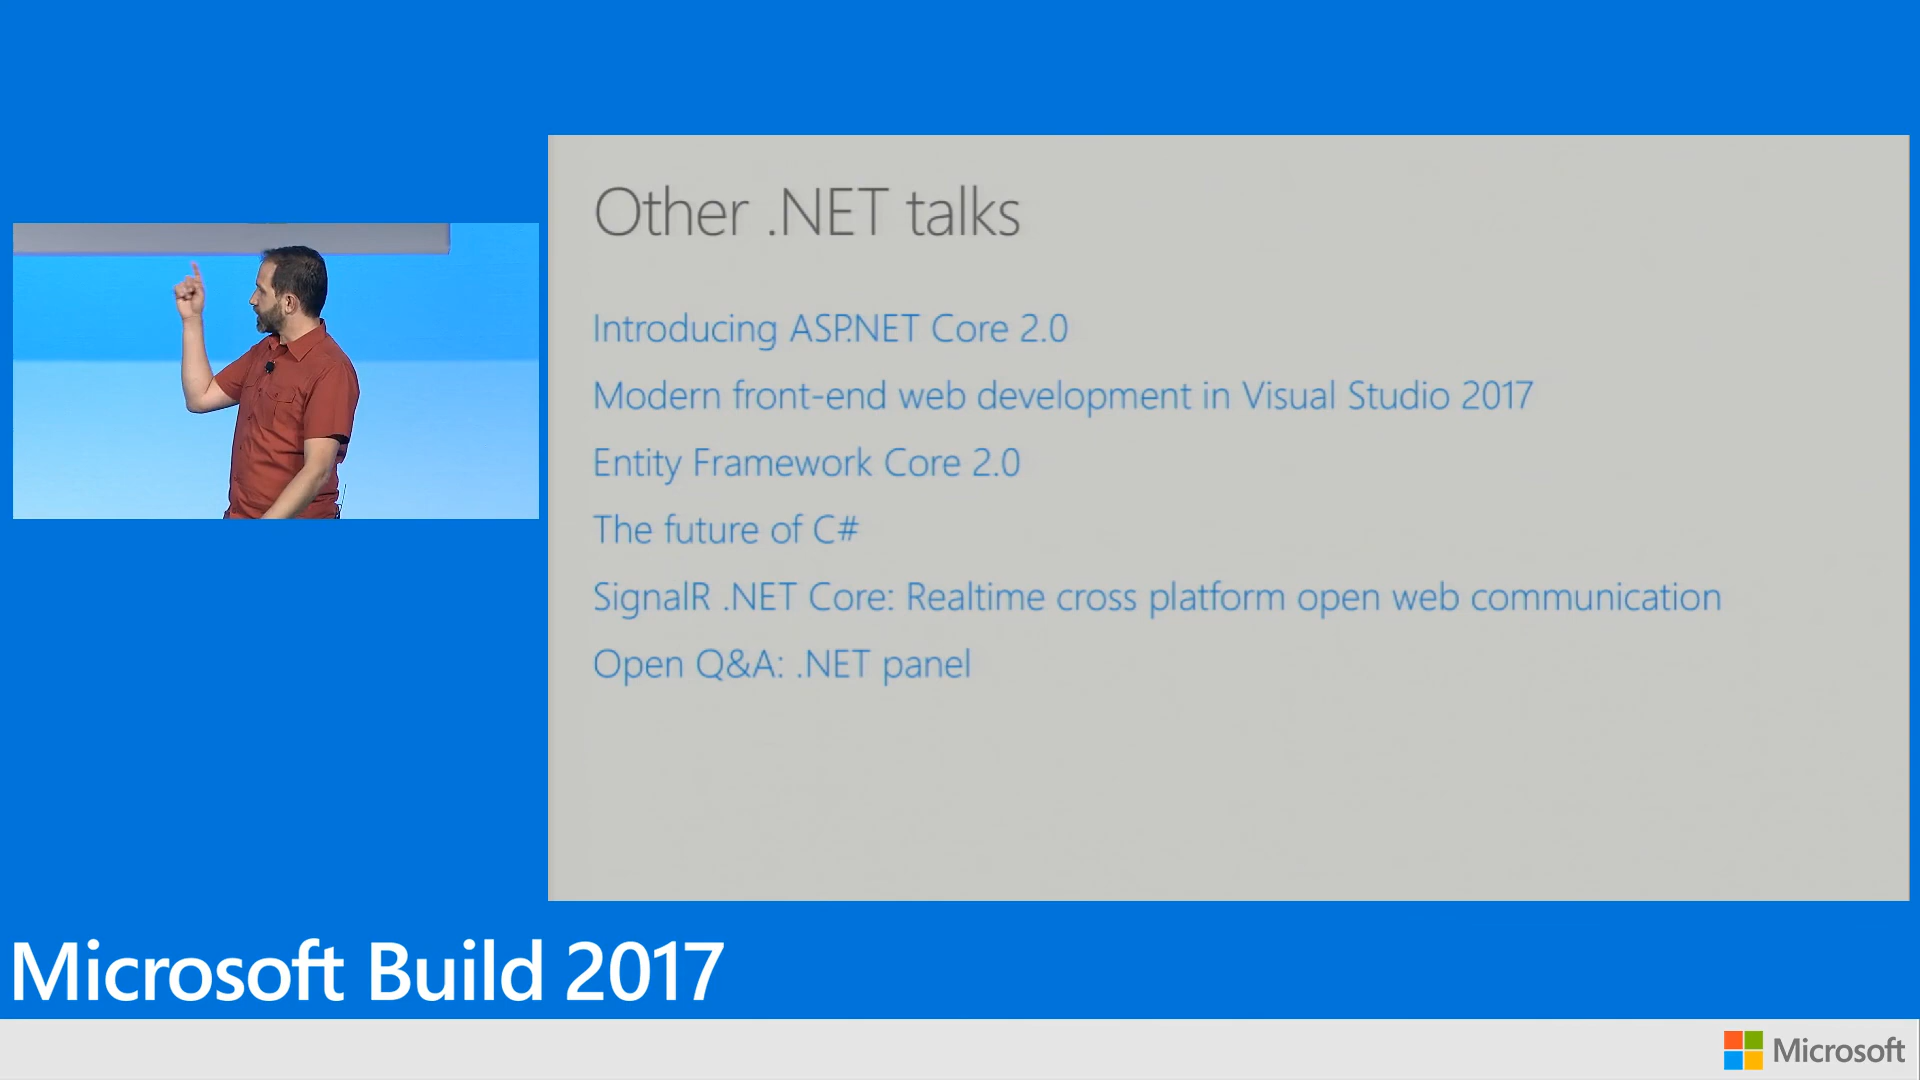 Other .NET talks
Introducing ASP.NET Core 2.0
Modern front-end web development in Visual Studio 2017
Entity Framework Core 2.0
The future of C#
SignalR .NET Core: Realtime cross platform open web communication
Open Q&A: .NET panel
Microsoft Build 2017
Microsoft